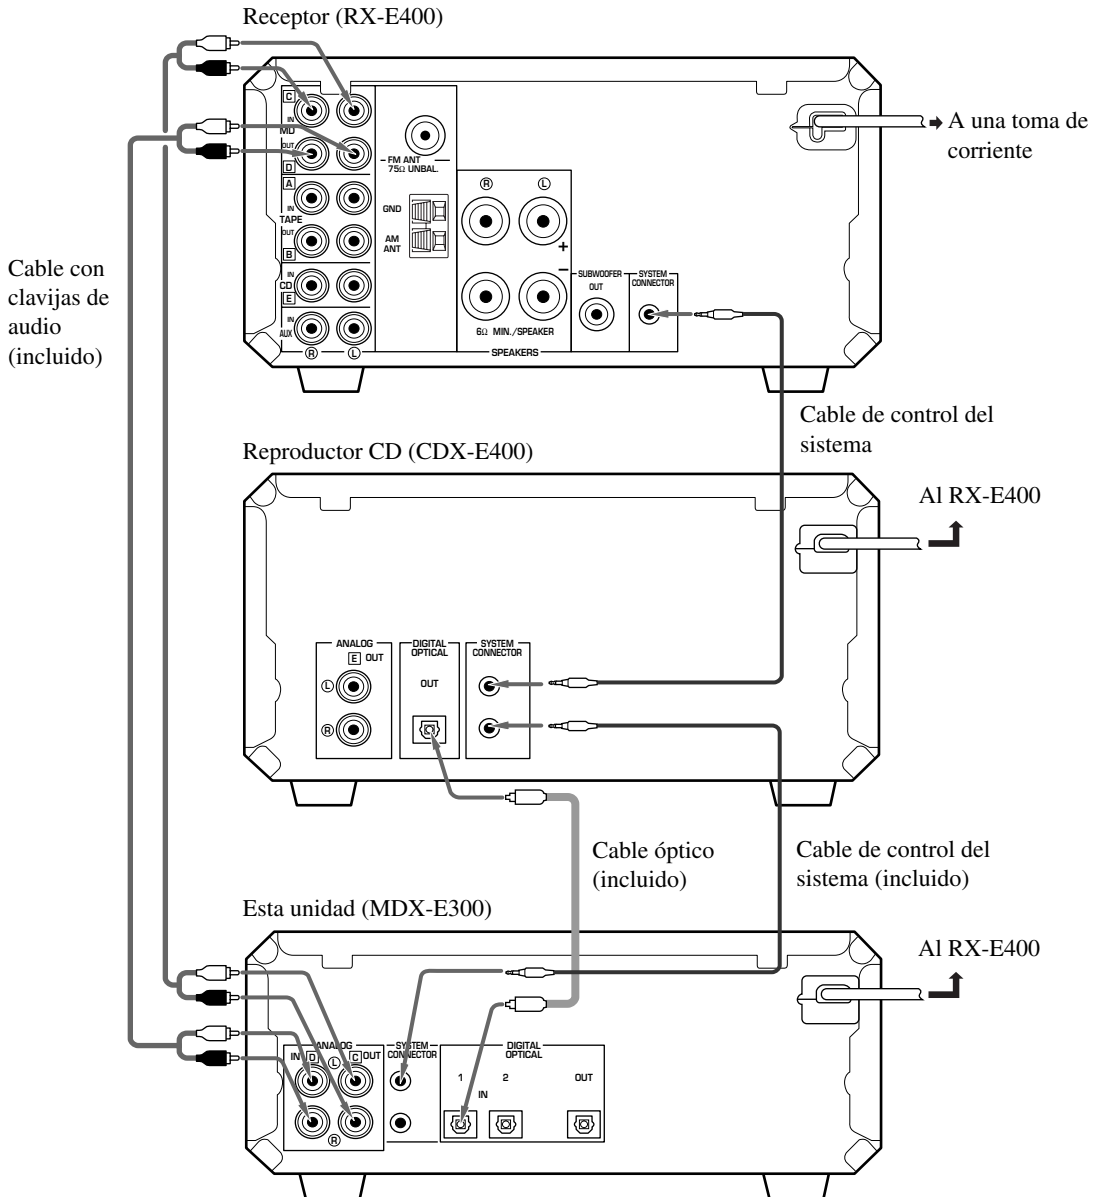 Receptor (RX-E400)
C
IN
MD
OUT
D
A
IN
TAPE
OUT
B
IN
CD
E
IN
AUX
R L
FM ANT
75Ω UNBAL.
GND
AM
ANT
R L
+
–
6Ω MIN./SPEAKER
SPEAKERS
SUBWOOFER
OUT
SYSTEM
CONNECTOR
A una toma de
corriente
Cable con
clavijas de
audio
(incluido)
Cable de control del
sistema
Reproductor CD (CDX-E400)
Al RX-E400
ANALOG
E OUT
L
R
DIGITAL
OPTICAL
OUT
SYSTEM
CONNECTOR
Cable óptico
(incluido)
Cable de control del
sistema (incluido)
Esta unidad (MDX-E300)
Al RX-E400
ANALOG
IN D L C OUT
R
SYSTEM
CONNECTOR
DIGITAL
OPTICAL
1 2 OUT
IN